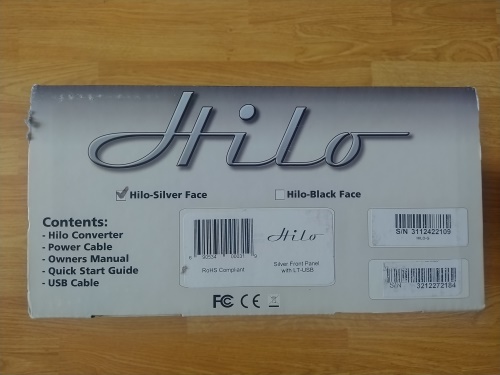 Hilo
Hilo-Silver Face
Hilo-Black Face
Contents:
- Hilo Converter
- Power Cable
- Owners Manual
- Quick Start Guide
- USB Cable
Hilo
RoHS Compliant
Silver Front Panel
with LT-USB
S/N 3112422109
3212272184
FC CE